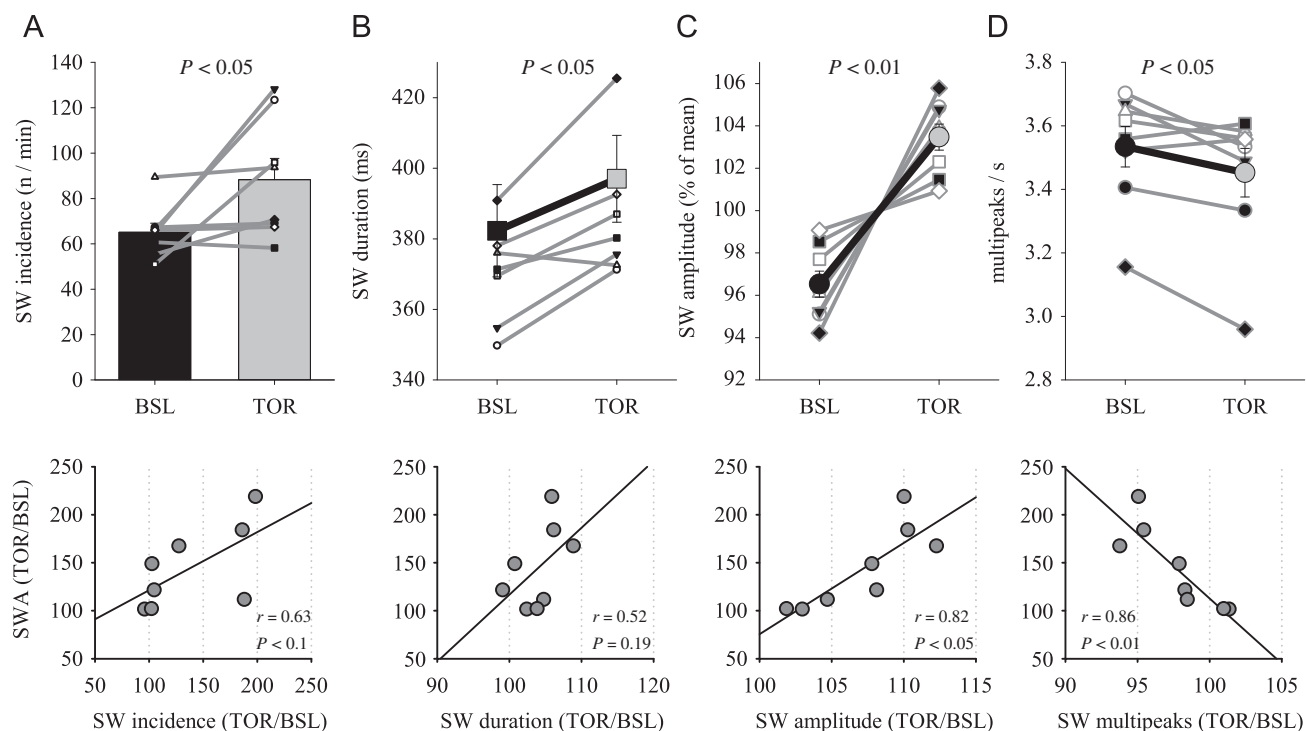 A
B
C
D
SW incidence (n / min)
140
120
100
80
60
40
20
0
P < 0.05
BSL
TOR
SW duration (ms)
420
400
380
360
340
P < 0.05
BSL
TOR
SW amplitude (% of mean)
106
104
102
100
98
96
94
92
P < 0.01
BSL
TOR
multipeaks / s
3.8
3.6
3.4
3.2
3.0
2.8
P < 0.05
BSL
TOR
SWA (TOR/BSL)
250
200
150
100
50
r = 0.63
P < 0.1
50 100 150 200 250
SW incidence (TOR/BSL)
250
200
150
100
50
r = 0.52
P = 0.19
90 100 110 120
SW duration (TOR/BSL)
250
200
150
100
50
r = 0.82
P < 0.05
100 105 110 115
SW amplitude (TOR/BSL)
250
200
150
100
50
r = 0.86
P < 0.01
90 95 100 105
SW multipeaks (TOR/BSL)